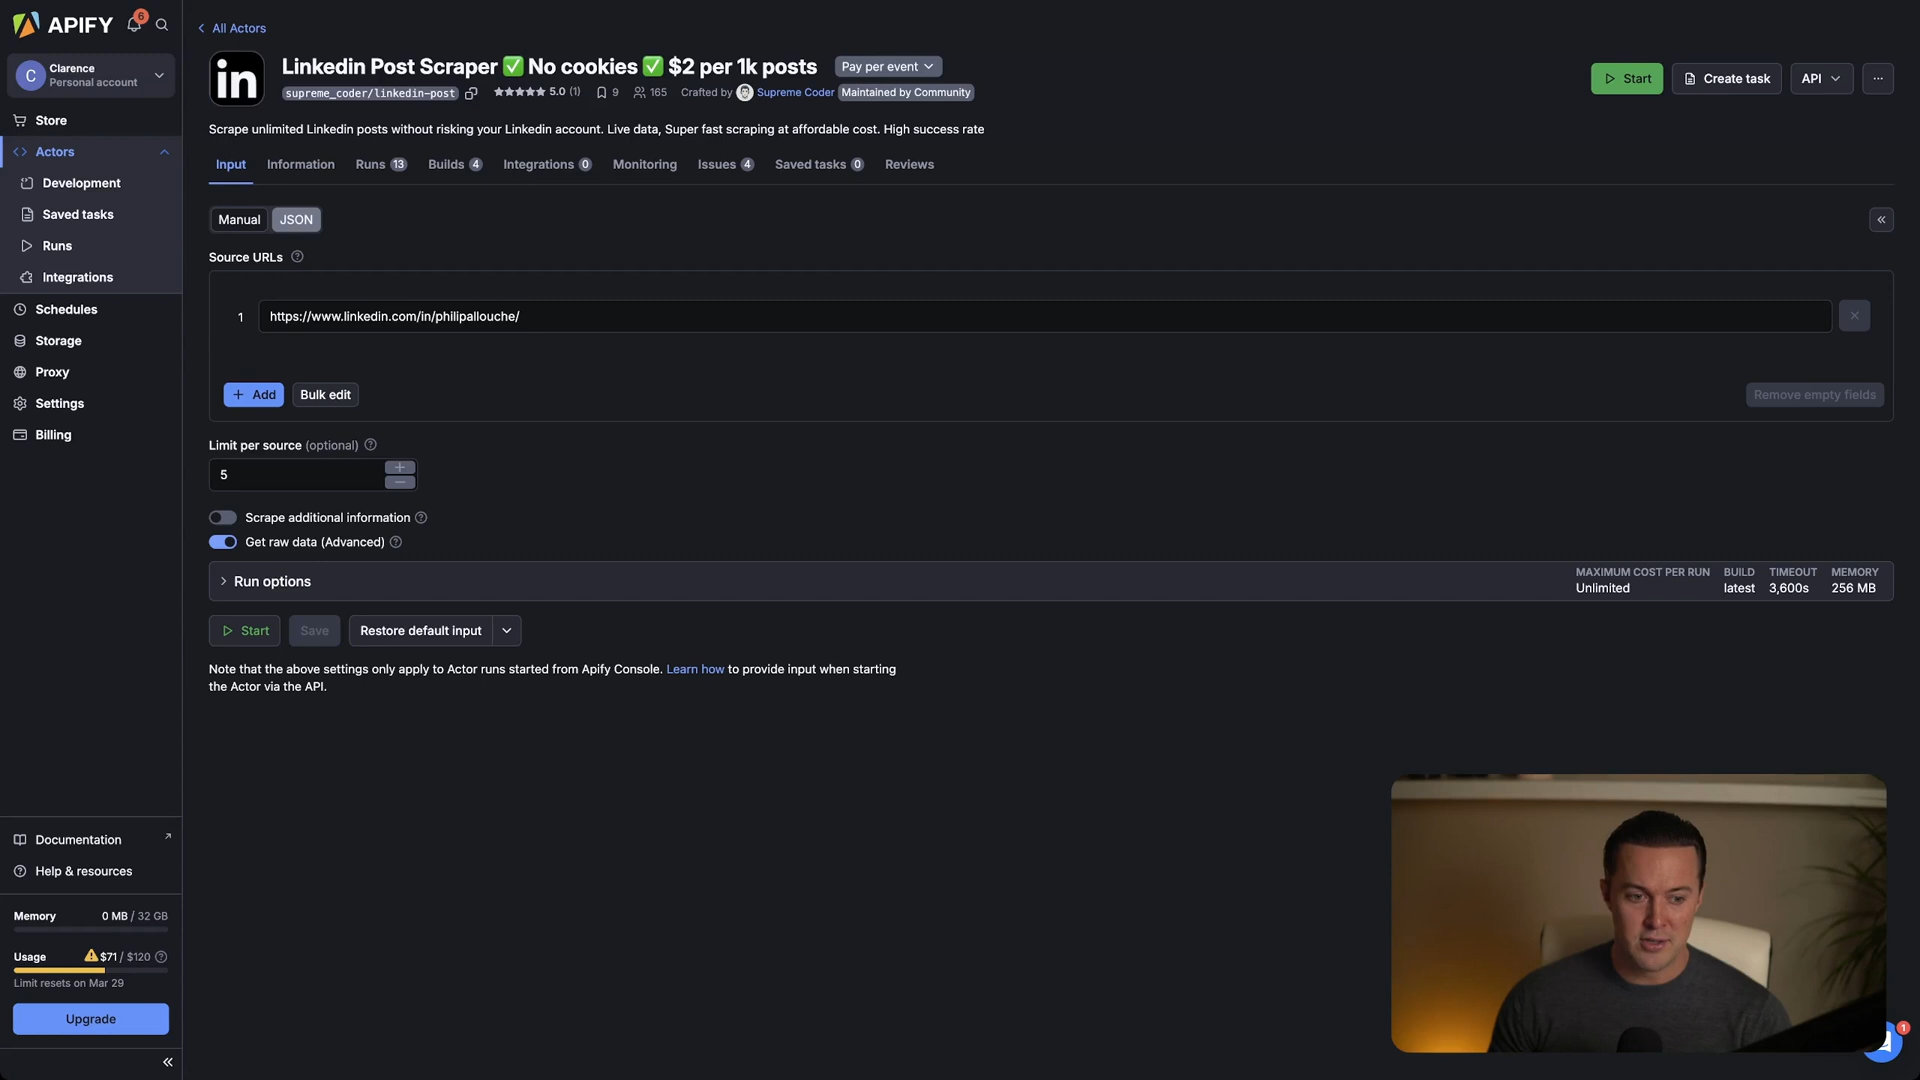 APIFY
6
C
Clarence
Personal account
Store
Actors
Development
Saved tasks
Runs
Integrations
Schedules
Storage
Proxy
Settings
Billing
Documentation
Help & resources
Memory 0 MB / 32 GB
Usage $71 / $120
Limit resets on Mar 29
Upgrade
All Actors
in
Linkedin Post Scraper ✅ No cookies ✅ $2 per 1k posts
Pay per event
supreme_coder/linkedin-post
5.0 (1)
9
165
Crafted by Supreme Coder
Maintained by Community
Start
Create task
API
Scrape unlimited Linkedin posts without risking your Linkedin account. Live data, Super fast scraping at affordable cost. High success rate
Input Information Runs 13 Builds 4 Integrations 0 Monitoring Issues 4 Saved tasks 0 Reviews
Manual JSON
Source URLs
1 https://www.linkedin.com/in/philipallouche/
+ Add
Bulk edit
Remove empty fields
Limit per source (optional)
5
Scrape additional information
Get raw data (Advanced)
Run options
MAXIMUM COST PER RUN BUILD TIMEOUT MEMORY
Unlimited latest 3,600s 256 MB
Start
Save
Restore default input
Note that the above settings only apply to Actor runs started from Apify Console. Learn how to provide input when starting
the Actor via the API.
1